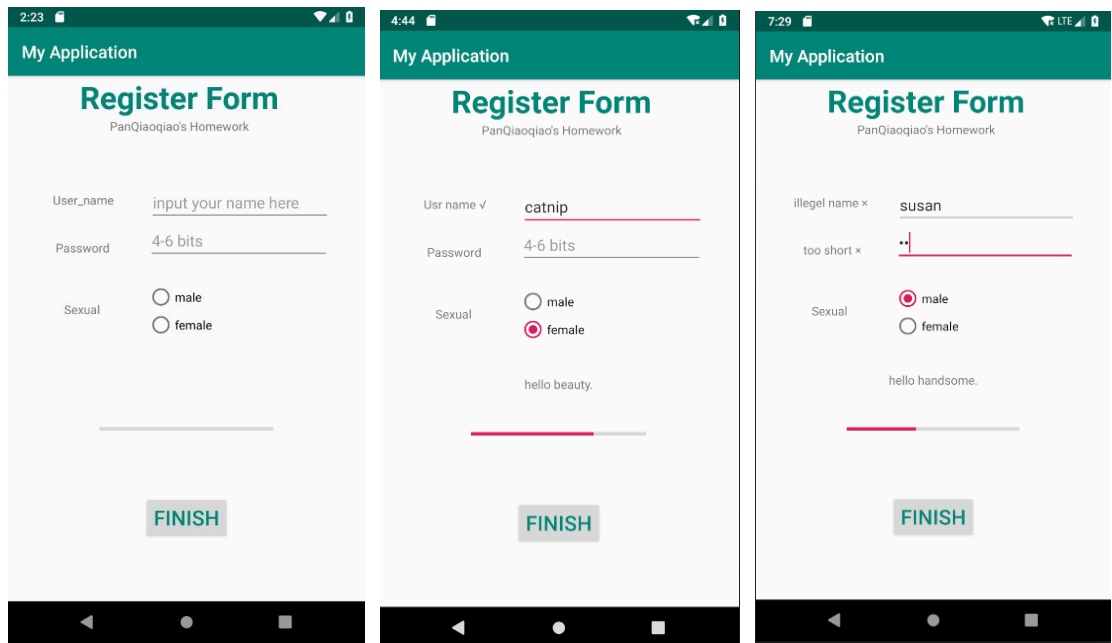 2:23
My Application
Register Form
PanQiaoqiao's Homework
User_name
input your name here
Password
4-6 bits
Sexual
male
female
FINISH
4:44
My Application
Register Form
PanQiaoqiao's Homework
Usr name √
catnip
Password
4-6 bits
Sexual
male
female
hello beauty.
FINISH
7:29
LTE
My Application
Register Form
PanQiaoqiao's Homework
illegel name ×
susan
too short ×
••
Sexual
male
female
hello handsome.
FINISH